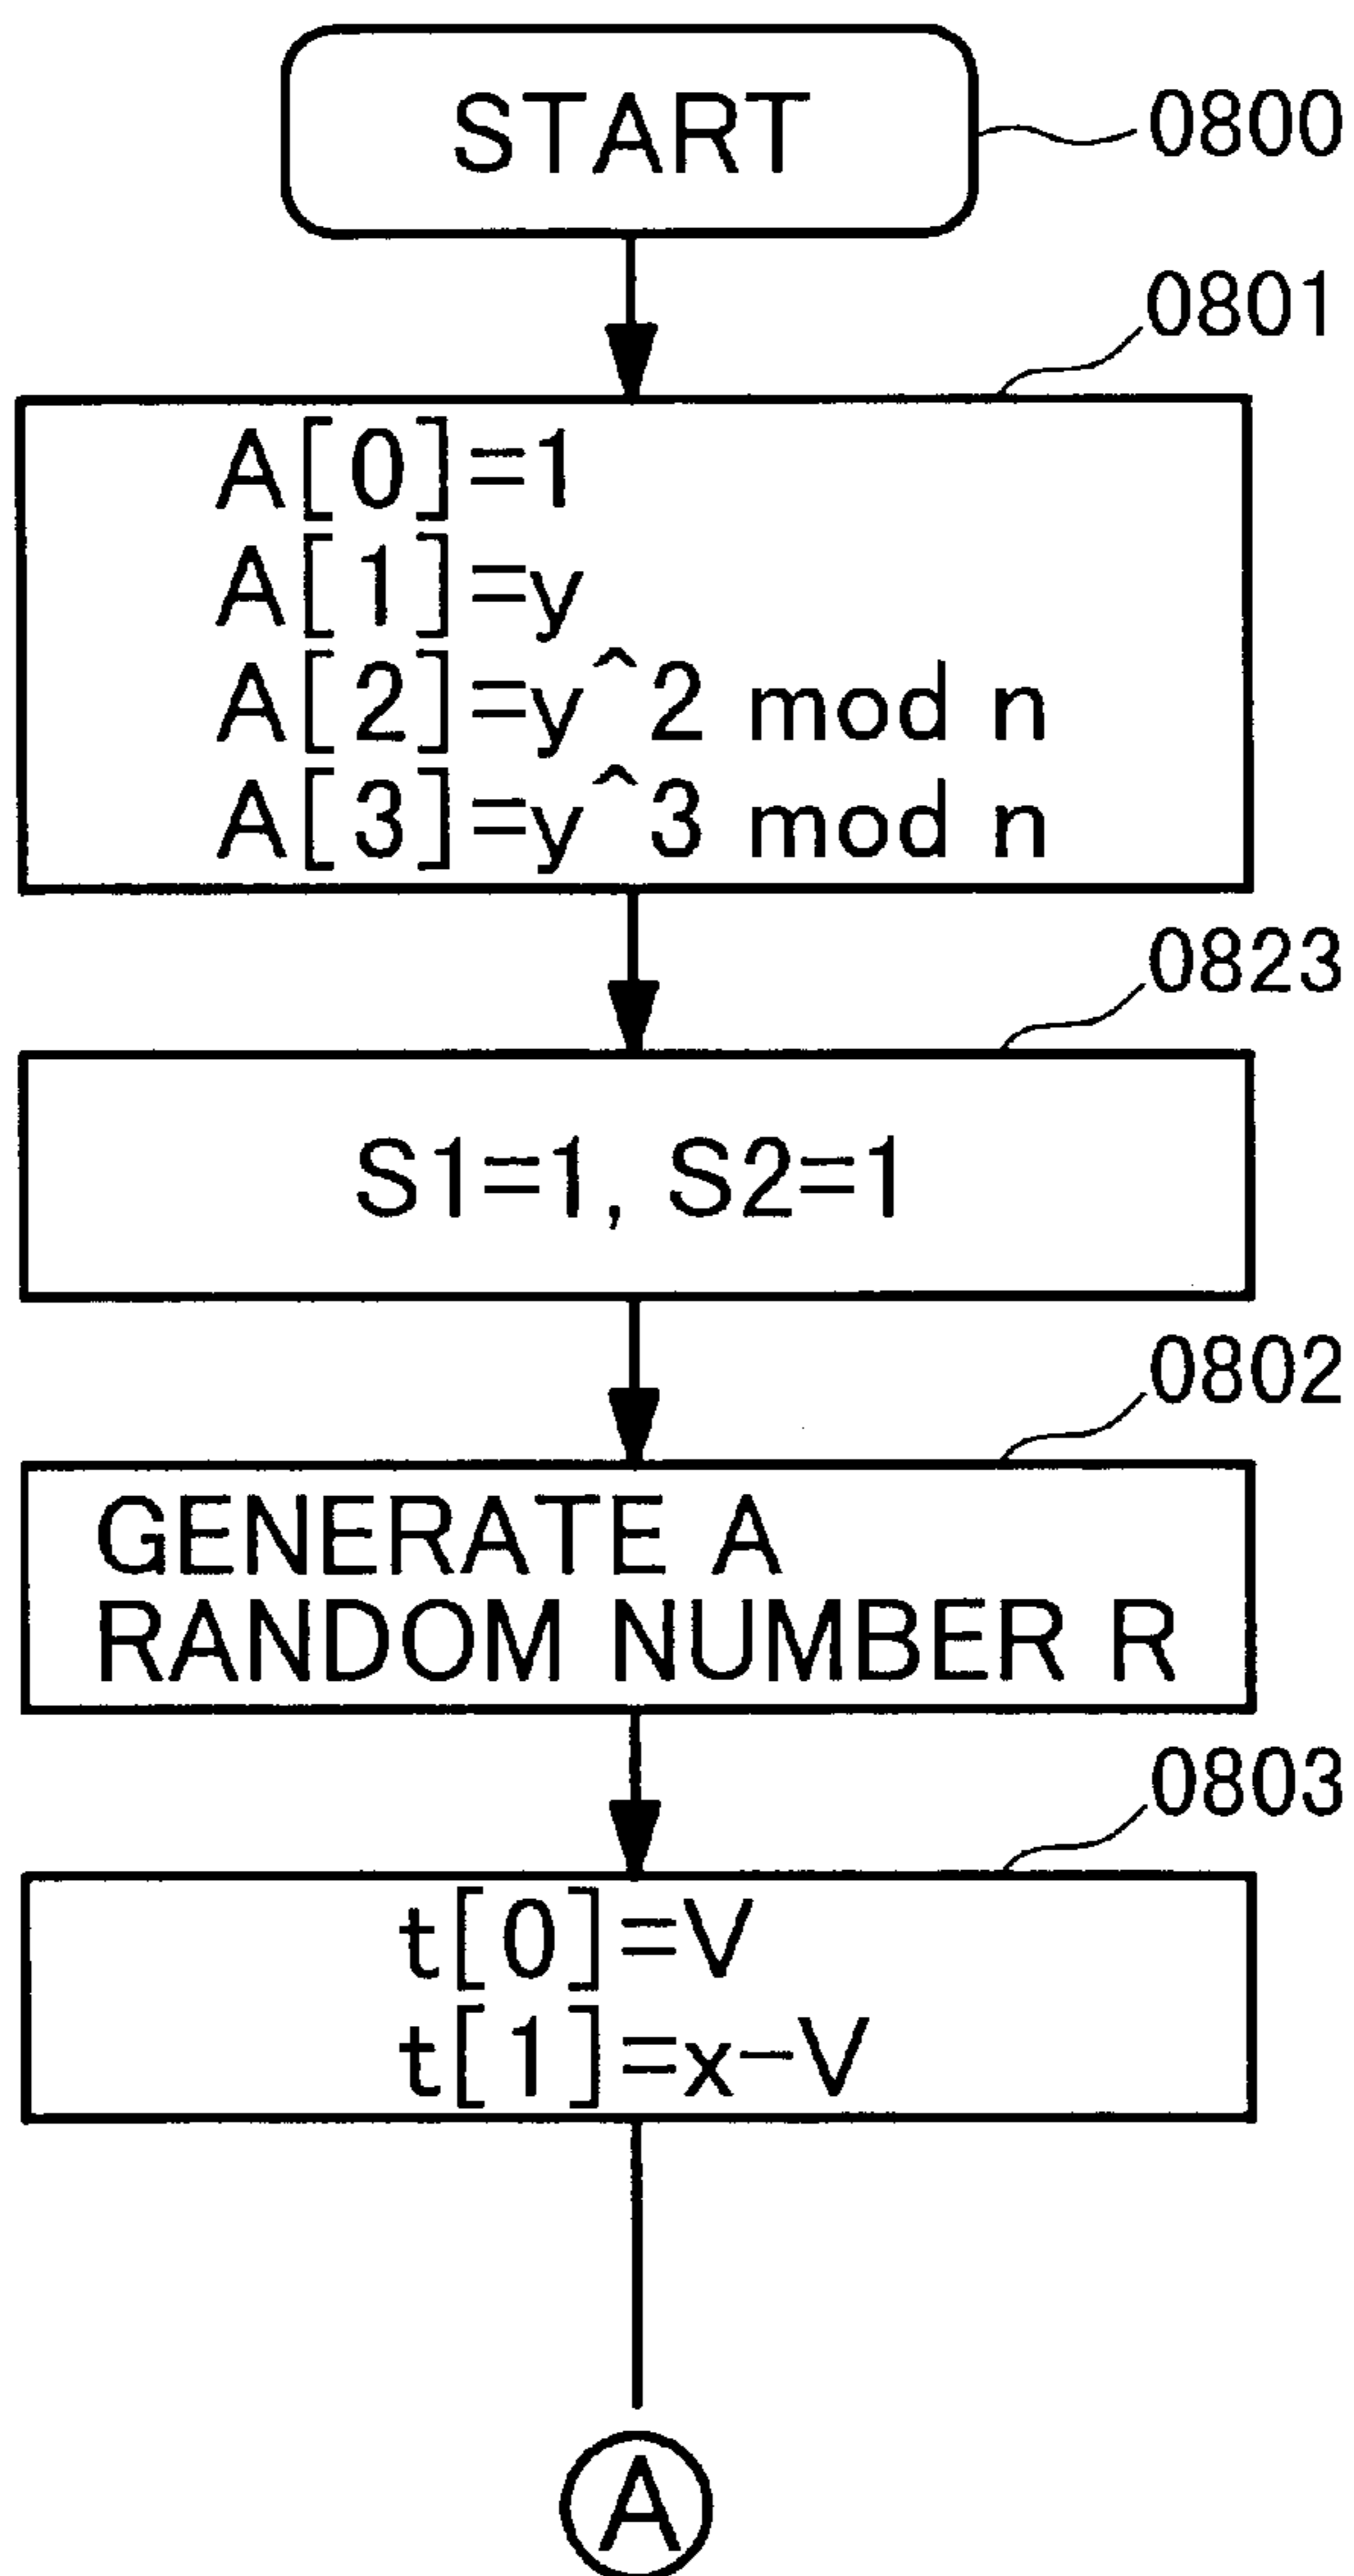 START
0800
0801
A[0]=1
A[1]=y
A[2]=y^2 mod n
A[3]=y^3 mod n
0823
S1=1, S2=1
0802
GENERATE A
RANDOM NUMBER R
0803
t[0]=V
t[1]=x-V
A